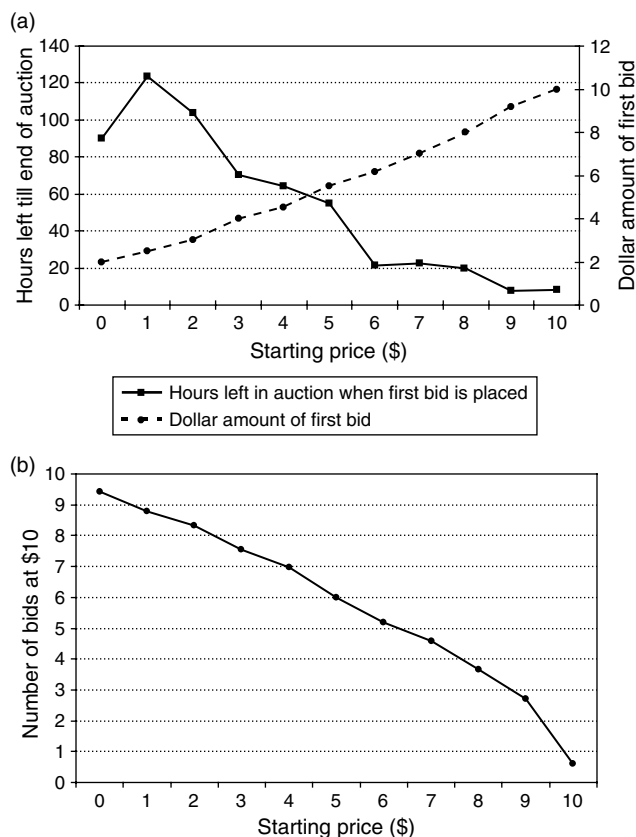 (a)
Hours left till end of auction
140
120
100
80
60
40
20
0
12
10
8
6
4
2
0
Dollar amount of first bid
0 1 2 3 4 5 6 7 8 9 10
Starting price ($)
Hours left in auction when first bid is placed
Dollar amount of first bid
(b)
Number of bids at $10
10
9
8
7
6
5
4
3
2
1
0
0 1 2 3 4 5 6 7 8 9 10
Starting price ($)